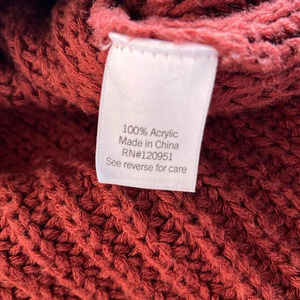 100% Acrylic
Made in China
RN#120951
See reverse for care